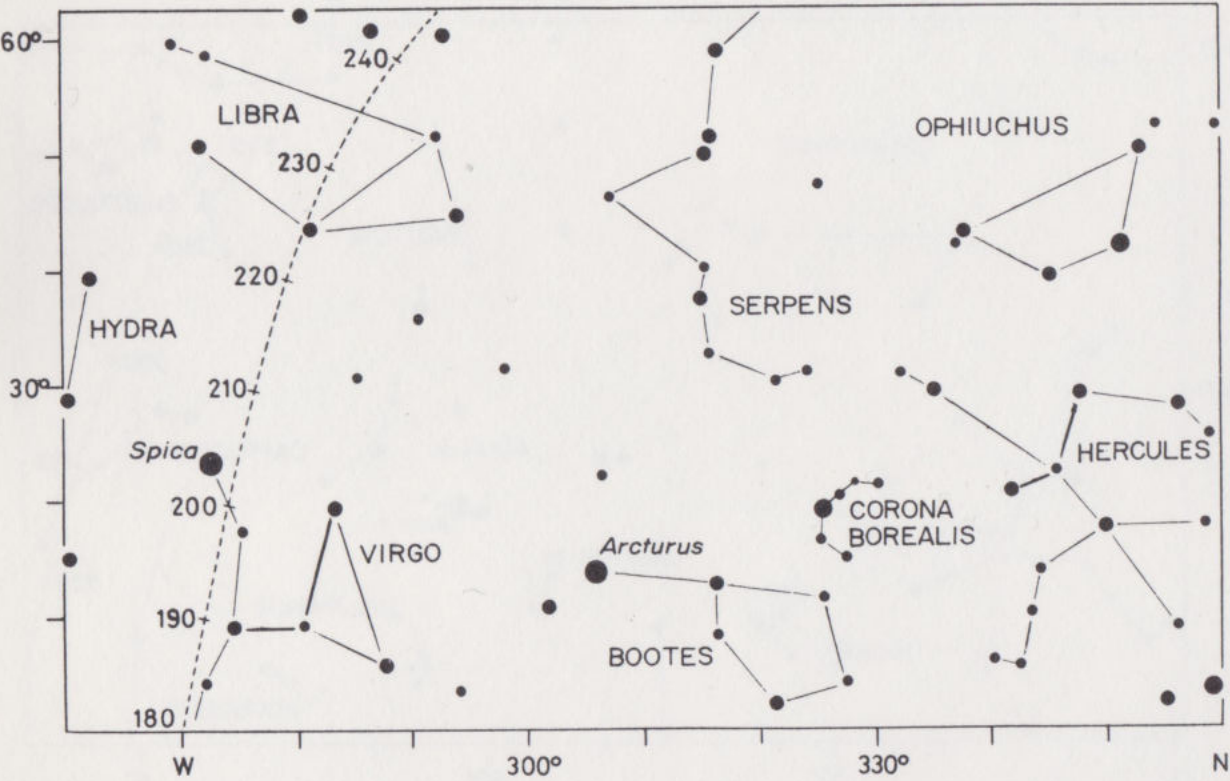 60°
240
LIBRA
OPHIUCHUS
230
220
SERPENS
HYDRA
30°
210
Spica
HERCULES
200
CORONA
BOREALIS
VIRGO
Arcturus
190
BOOTES
180
W
300°
330°
N